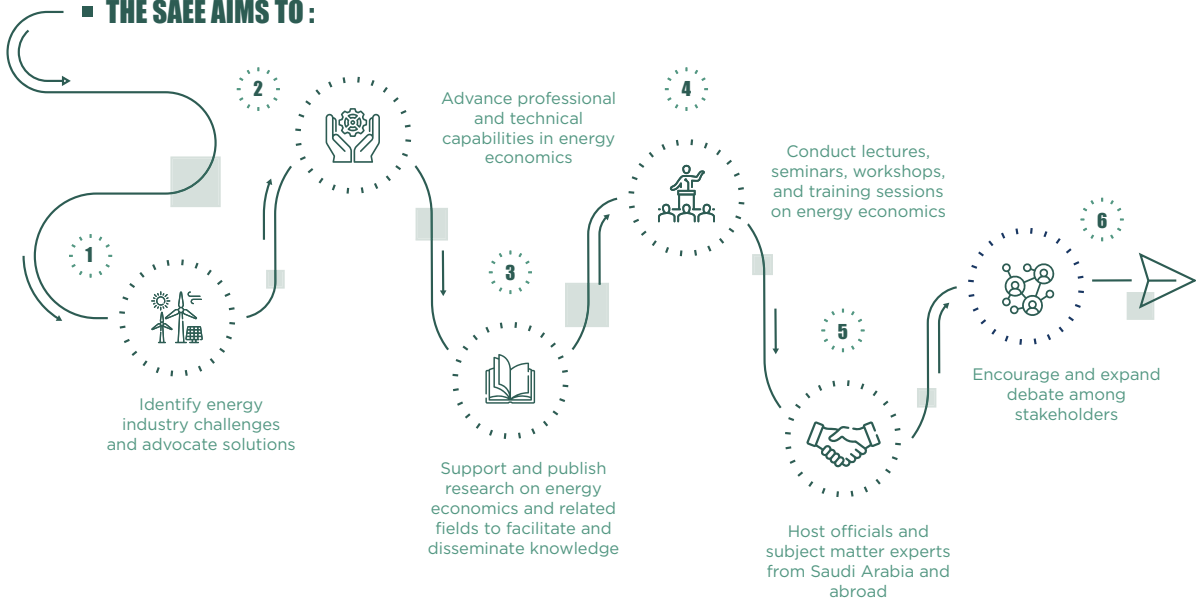 THE SAEE AIMS TO :
1
Identify energy
industry challenges
and advocate solutions
2
Advance professional
and technical
capabilities in energy
economics
3
Support and publish
research on energy
economics and related
fields to facilitate and
disseminate knowledge
4
Conduct lectures,
seminars, workshops,
and training sessions
on energy economics
5
Host officials and
subject matter experts
from Saudi Arabia and
abroad
6
Encourage and expand
debate among
stakeholders